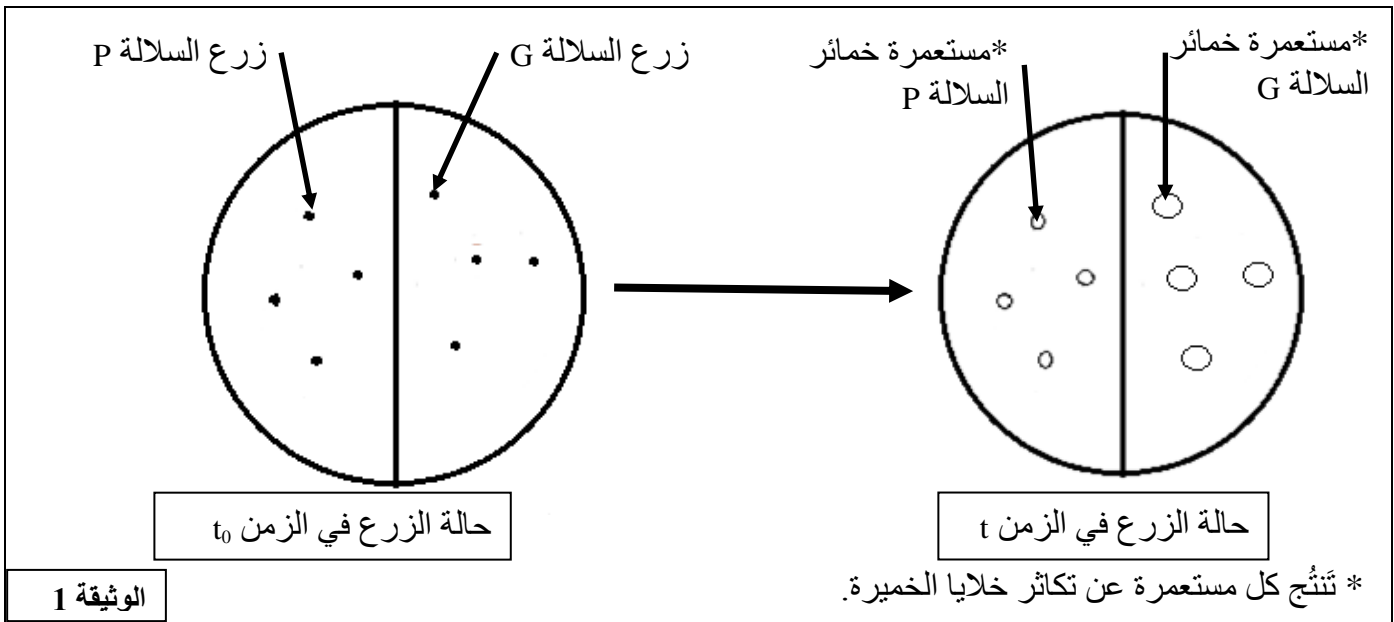 زرع السلالة P
زرع السلالة G
*مستعمرة خمائر
السلالة P
*مستعمرة خمائر
السلالة G
حالة الزرع في الزمن t₀
حالة الزرع في الزمن t
* تَنتُج كل مستعمرة عن تكاثر خلايا الخميرة.
الوثيقة 1